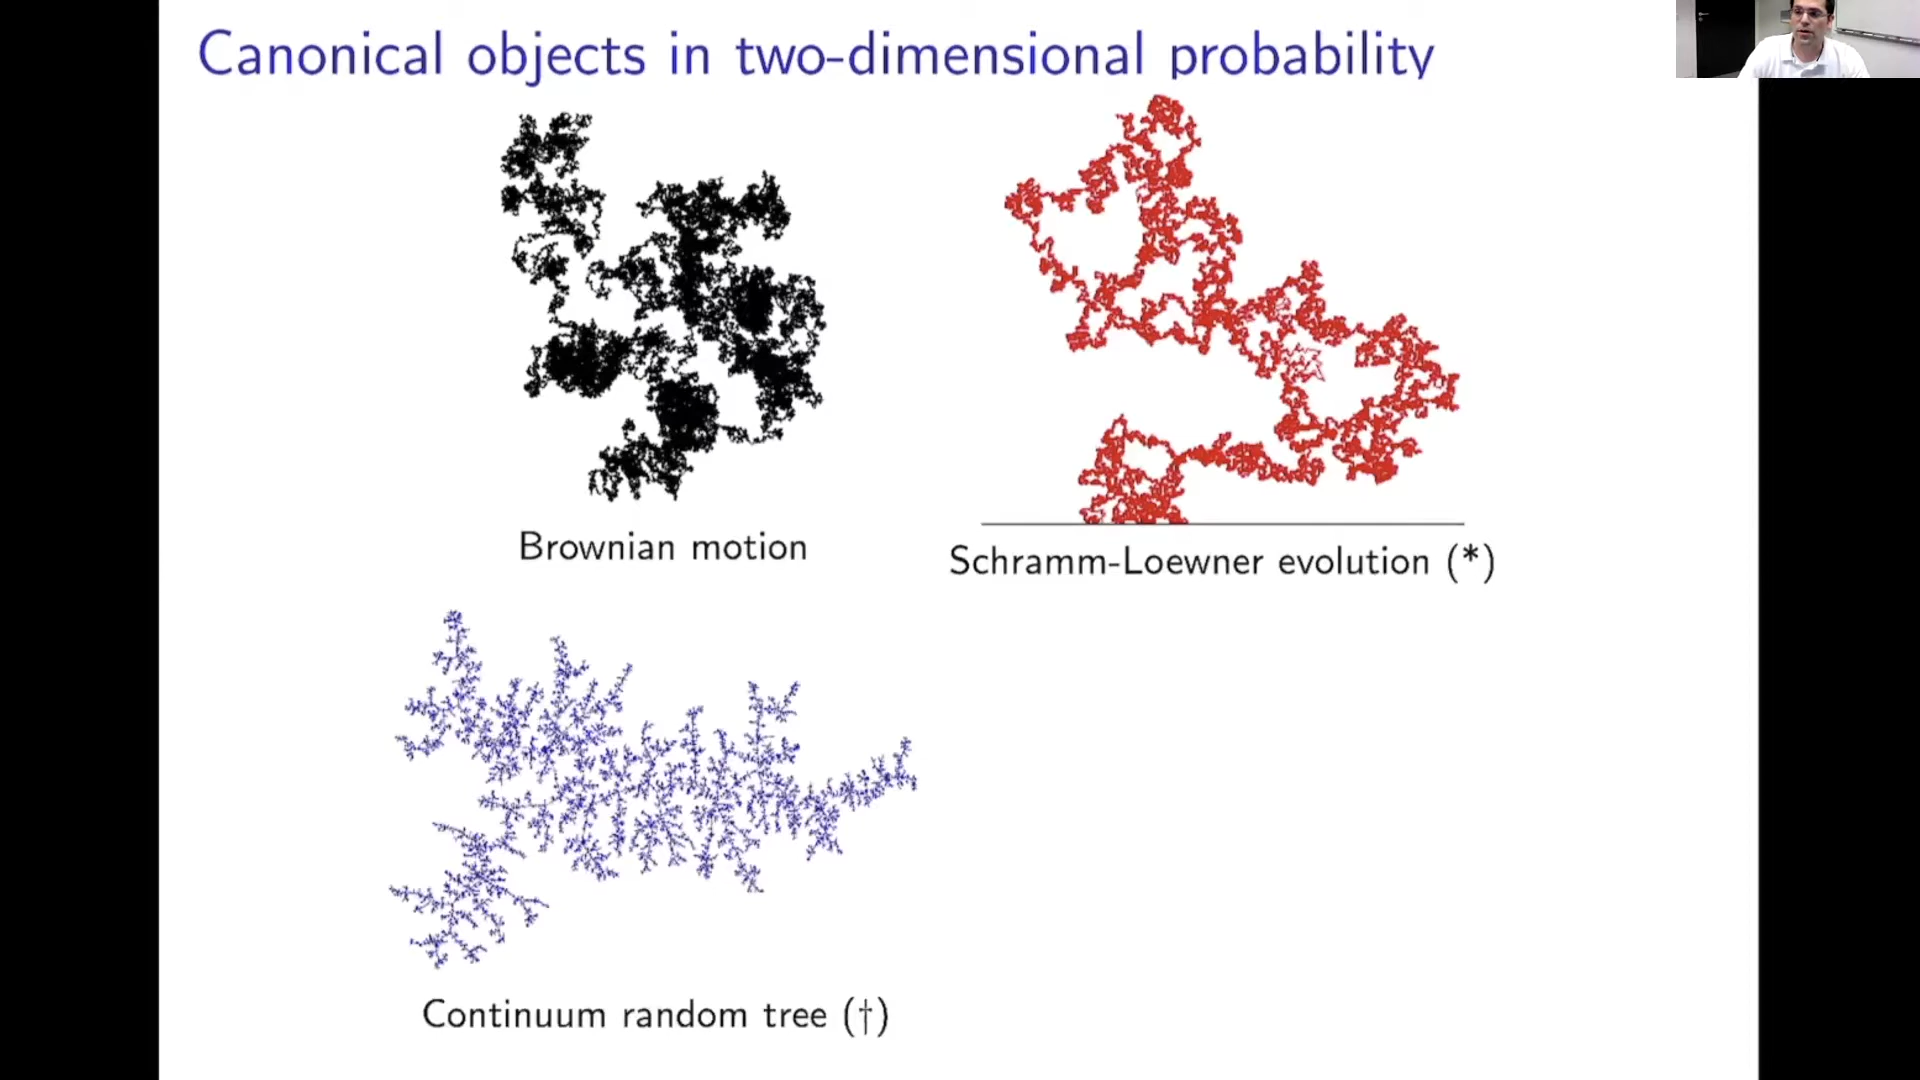 Canonical objects in two-dimensional probability
Brownian motion
Schramm-Loewner evolution (*)
Continuum random tree (†)